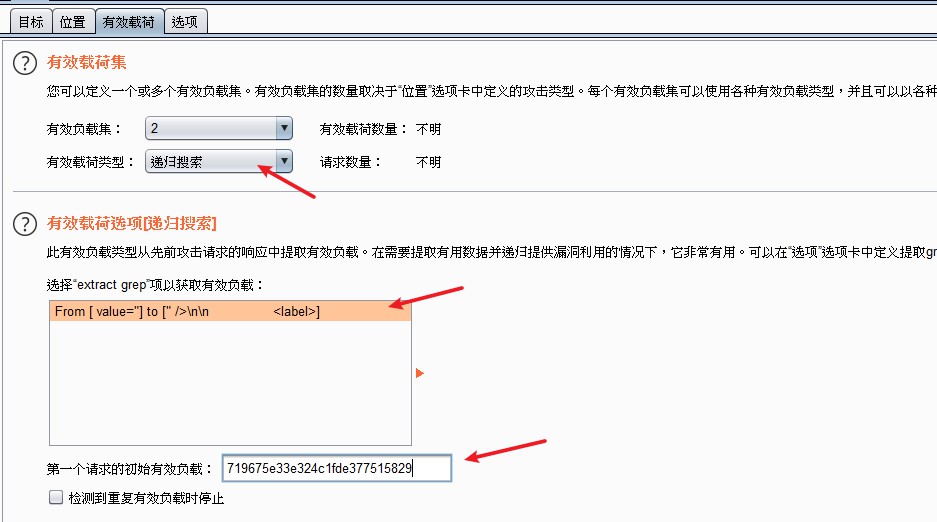 目标 位置 有效载荷 选项
? 有效载荷集
您可以定义一个或多个有效负载集。有效负载集的数量取决于“位置”选项卡中定义的攻击类型。每个有效负载集可以使用各种有效负载类型，并且可以以各种
有效负载集： 2 有效载荷数量： 不明
有效载荷类型： 递归搜索 请求数量： 不明
? 有效载荷选项[递归搜索]
此有效负载类型从先前攻击请求的响应中提取有效负载。在需要提取有用数据并递归提供漏洞利用的情况下，它非常有用。可以在“选项”选项卡中定义提取gr
选择“extract grep”项以获取有效负载：
From [ value="] to [" />\n\n <label>]
第一个请求的初始有效负载： 719675e33e324c1fde377515829
检测到重复有效负载时停止